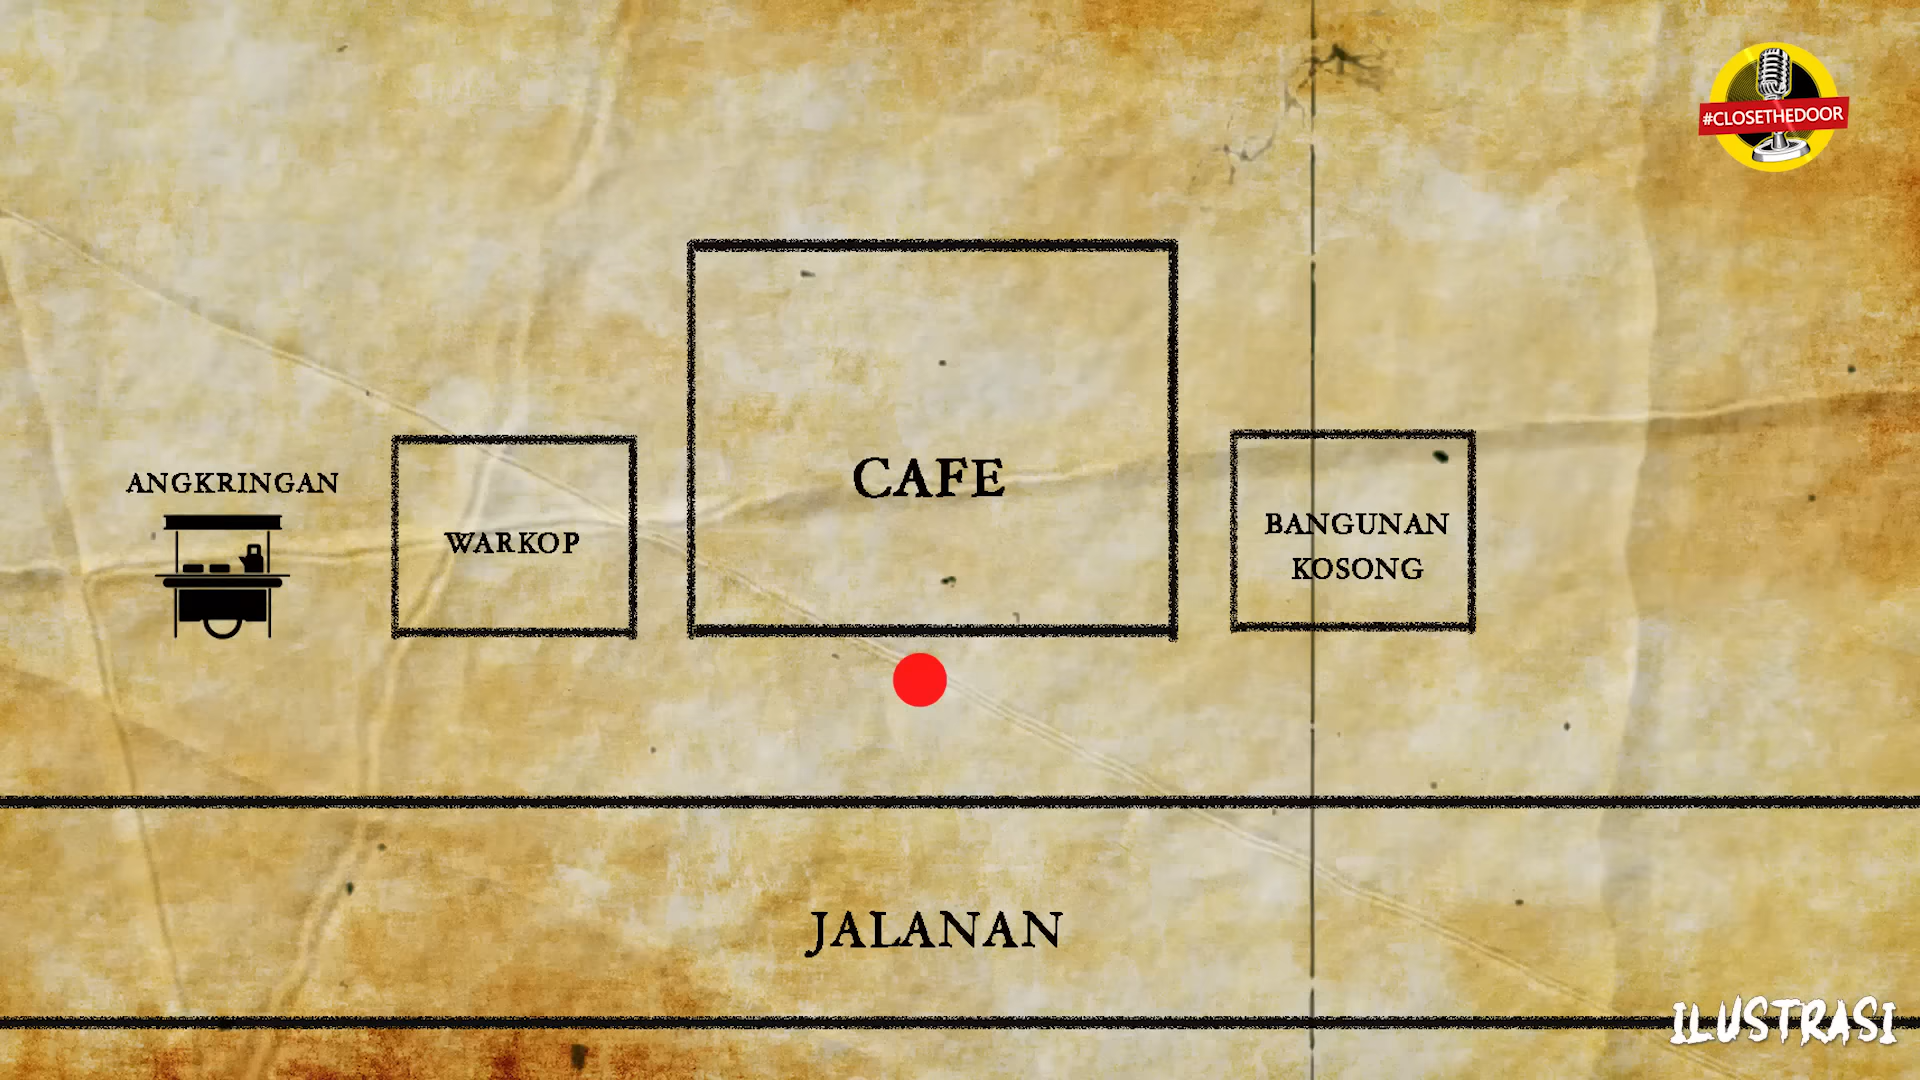 #CLOSETHEDOOR
ANGKRINGAN
WARKOP
CAFE
BANGUNAN
KOSONG
JALANAN
ILUSTRASI